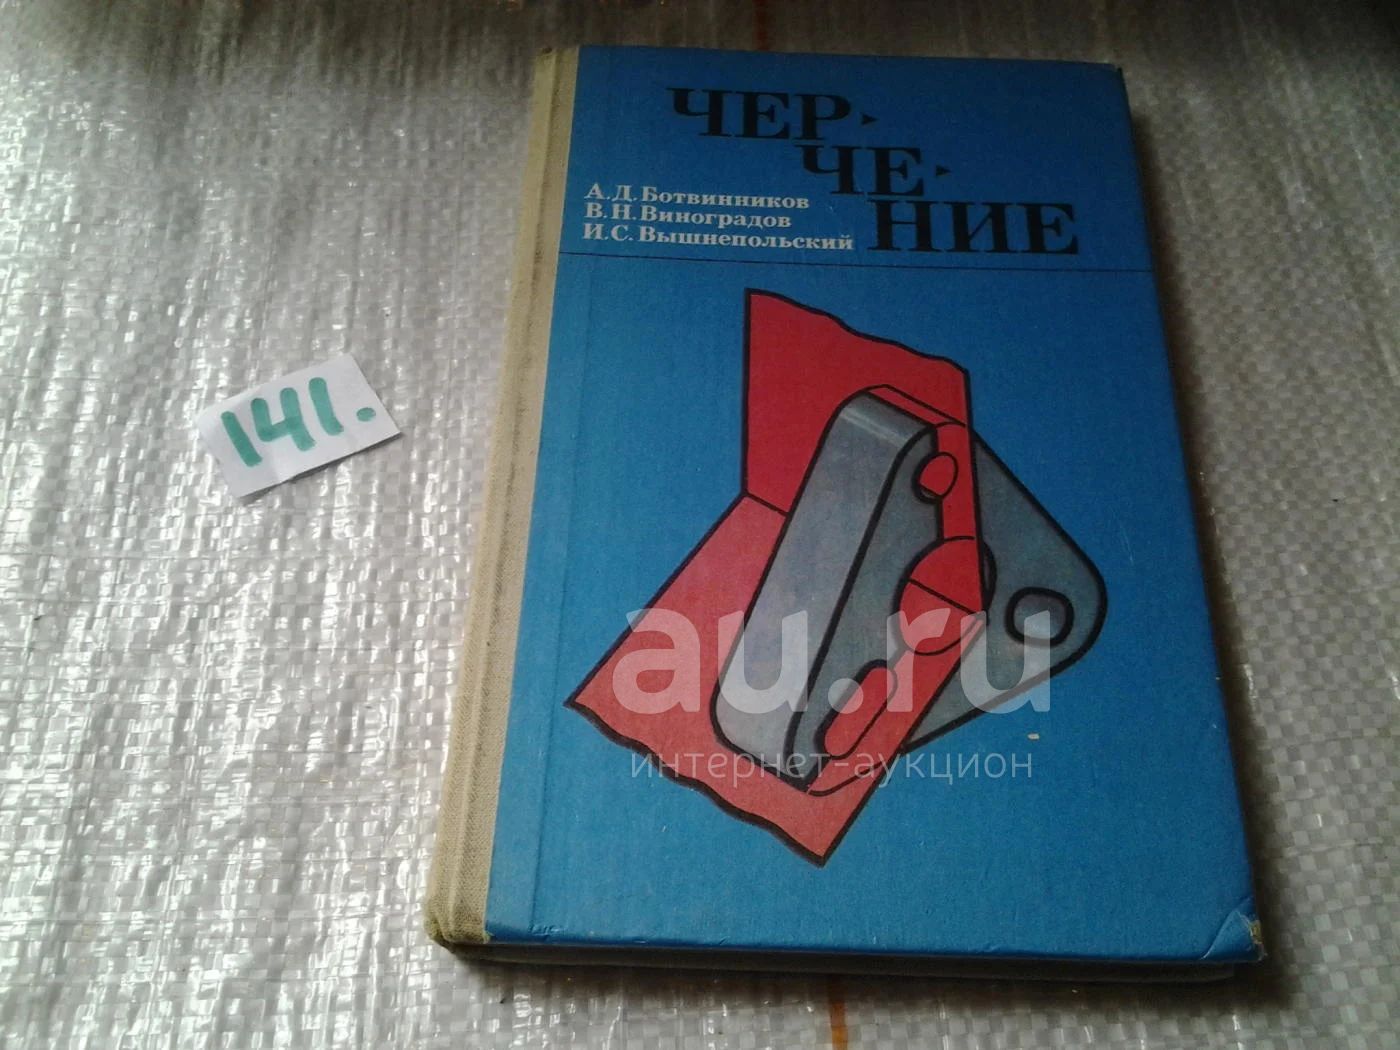 ЧЕР-
ЧЕ-
НИЕ
А.Д. Ботвинников
В.Н. Виноградов
И.С. Вышнепольский
141.
au.ru
интернет-аукцион